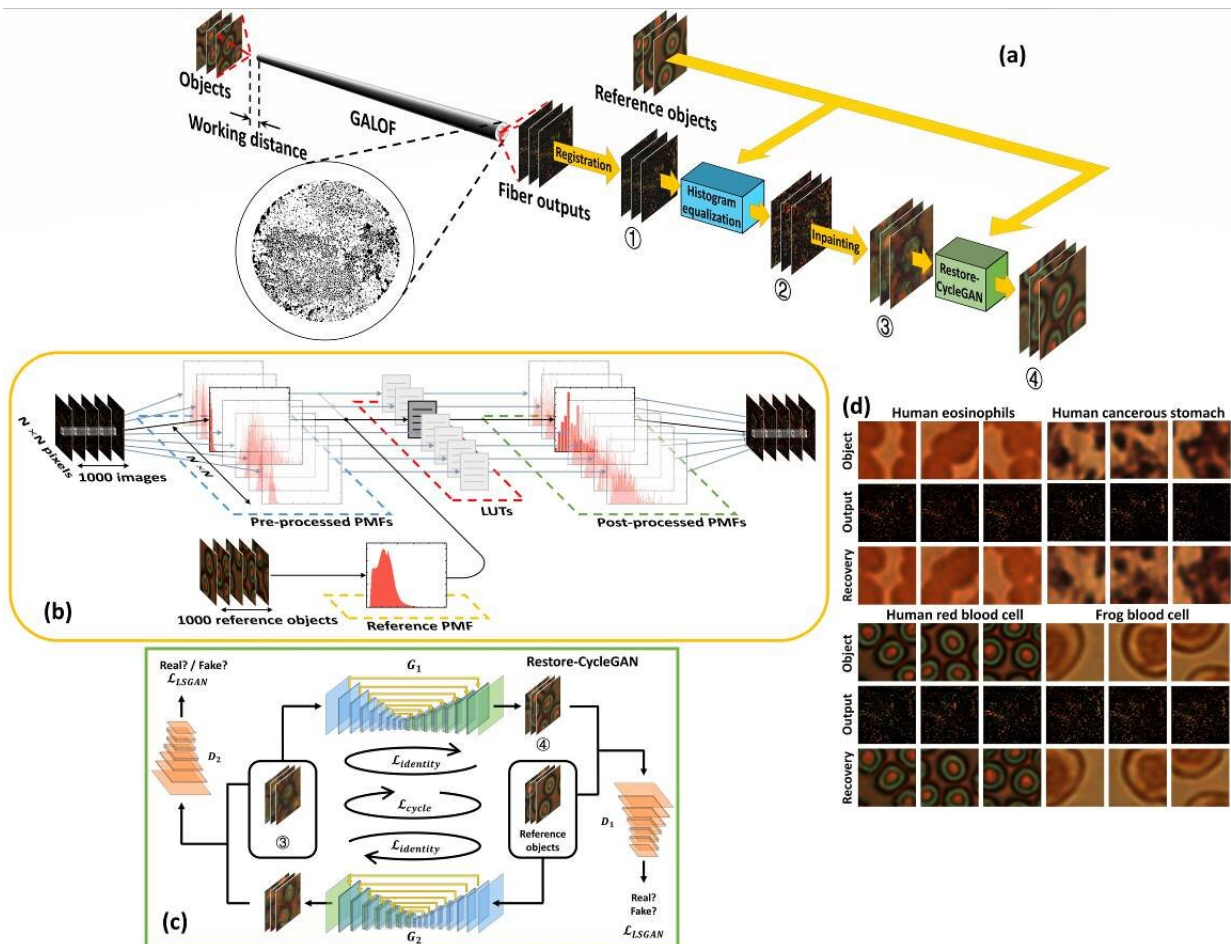 (a)
Objects
Working distance
GALOF
Fiber outputs
Registration
①
Reference objects
Histogram
equalization
②
Inpainting
③
Restore-
CycleGAN
④
(b)
N ×N pixels
1000 images
N×N
Pre-processed PMFs
LUTs
Post-processed PMFs
1000 reference objects
Reference PMF
(c)
Restore-CycleGAN
Real? / Fake?
ℒLSGAN
D2
G1
④
ℒidentity
ℒcycle
ℒidentity
③
Reference
objects
D1
G2
Real?
Fake?
ℒLSGAN
(d)
Human eosinophils
Human cancerous stomach
Object
Output
Recovery
Human red blood cell
Frog blood cell
Object
Output
Recovery